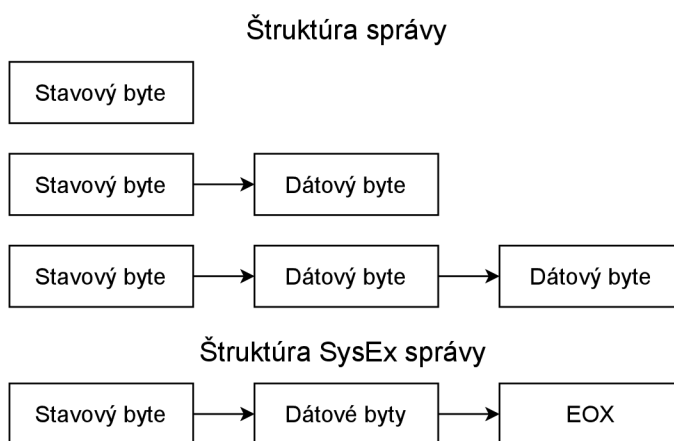 Štruktúra správy
Stavový byte
Stavový byte Dátový byte
Stavový byte Dátový byte Dátový byte
Štruktúra SysEx správy
Stavový byte Dátové byty EOX